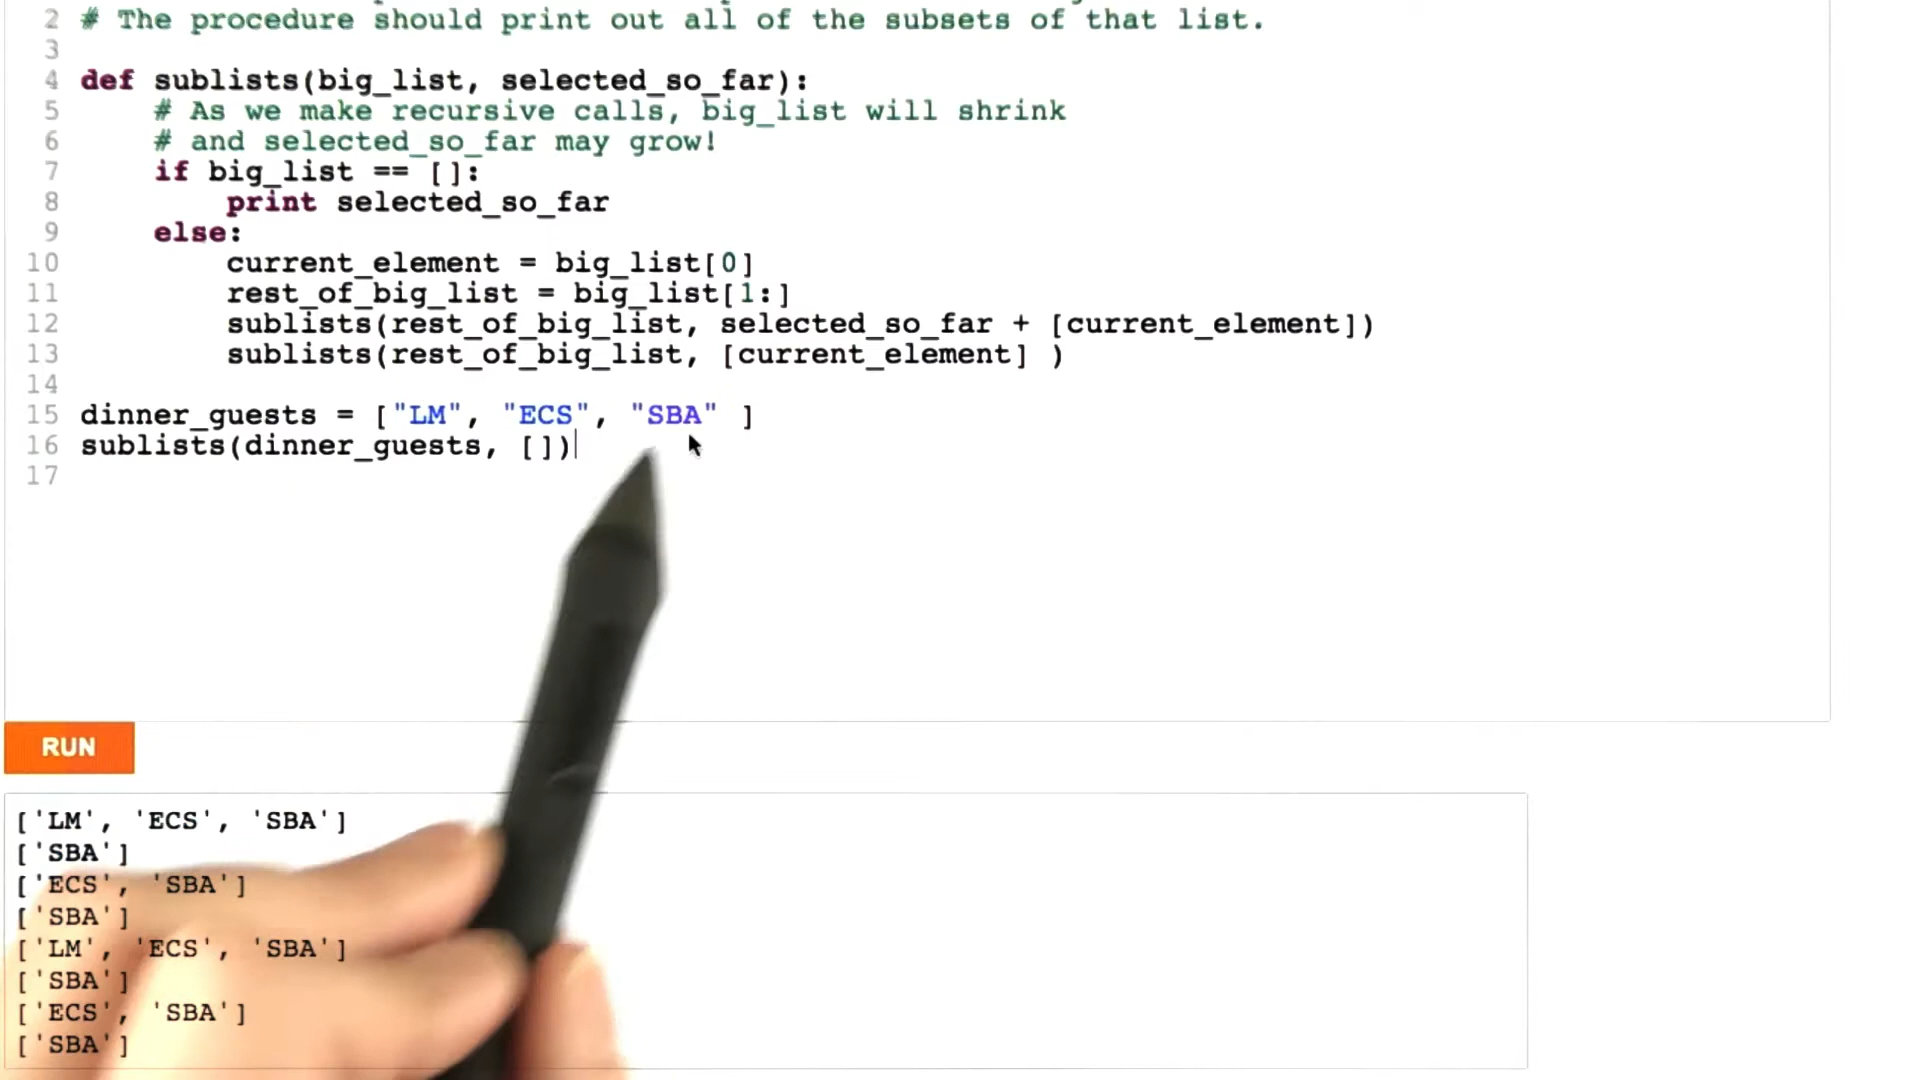 2 # The procedure should print out all of the subsets of that list.
3
4 def sublists(big_list, selected_so_far):
5     # As we make recursive calls, big_list will shrink
6     # and selected_so_far may grow!
7     if big_list == []:
8         print selected_so_far
9     else:
10         current_element = big_list[0]
11         rest_of_big_list = big_list[1:]
12         sublists(rest_of_big_list, selected_so_far + [current_element])
13         sublists(rest_of_big_list, [current_element] )
14
15 dinner_guests = ["LM", "ECS", "SBA" ]
16 sublists(dinner_guests, [])
17
RUN
['LM', 'ECS', 'SBA']
['SBA']
['ECS', 'SBA']
['SBA']
['LM', 'ECS', 'SBA']
['SBA']
['ECS', 'SBA']
['SBA']